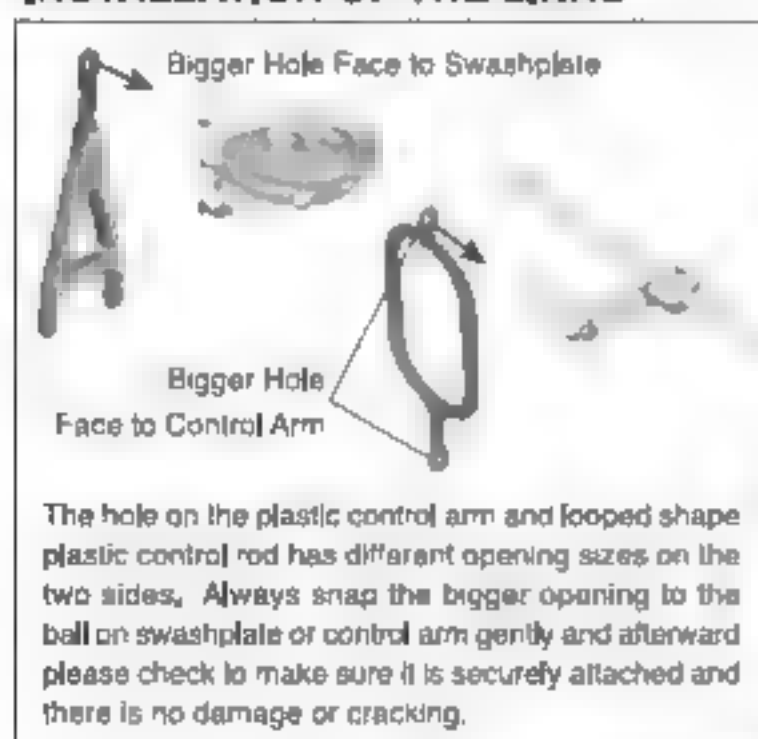 Bigger Hole Face to Swashplate
Bigger Hole
Face to Control Arm
The hole on the plastic control arm and looped shape
plastic control rod has different opening sizes on the
two sides. Always snap the bigger opening to the
ball on swashplate or control arm gently and afterward
please check to make sure it is securely attached and
there is no damage or cracking.